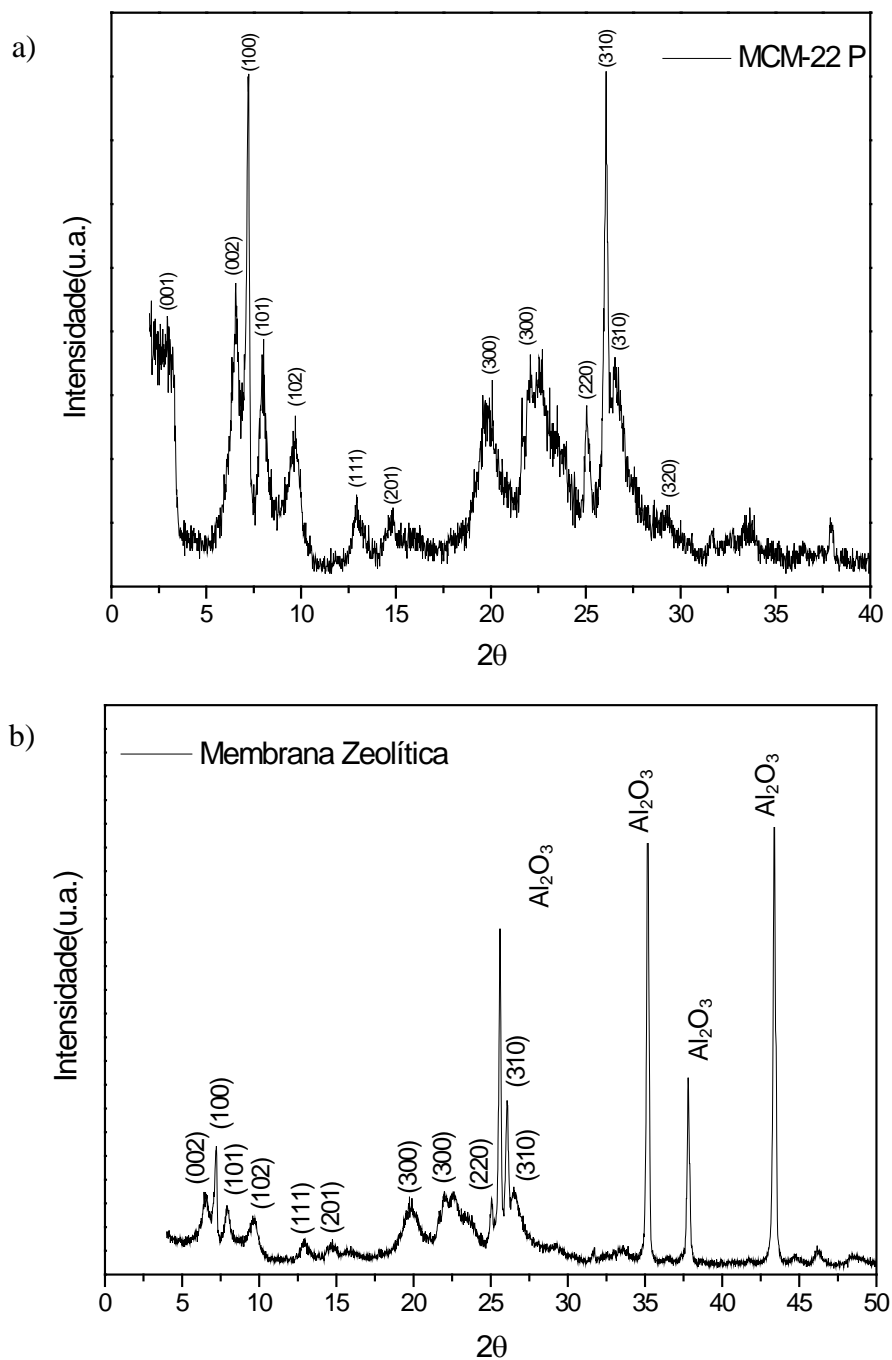 a)
MCM-22 P
Intensidade(u.a.)
(001)
(002)
(100)
(101)
(102)
(111)
(201)
(300)
(300)
(220)
(310)
(310)
(320)
0 5 10 15 20 25 30 35 40
2θ
b)
Membrana Zeolítica
Intensidade(u.a.)
(002)
(100)
(101)
(102)
(111)
(201)
(300)
(300)
(220)
Al₂O₃
(310)
(310)
Al₂O₃
Al₂O₃
Al₂O₃
0 5 10 15 20 25 30 35 40 45 50
2θ